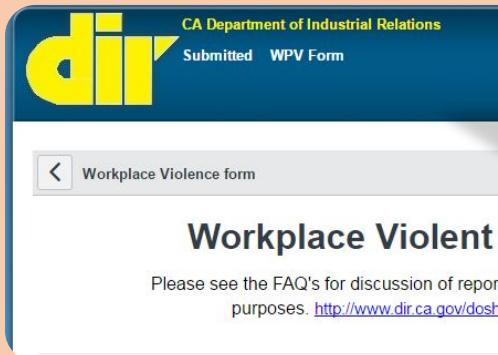 dir
CA Department of Industrial Relations
Submitted WPV Form
Workplace Violence form
Workplace Violent
Please see the FAQ's for discussion of repor
purposes. http://www.dir.ca.gov/dosh